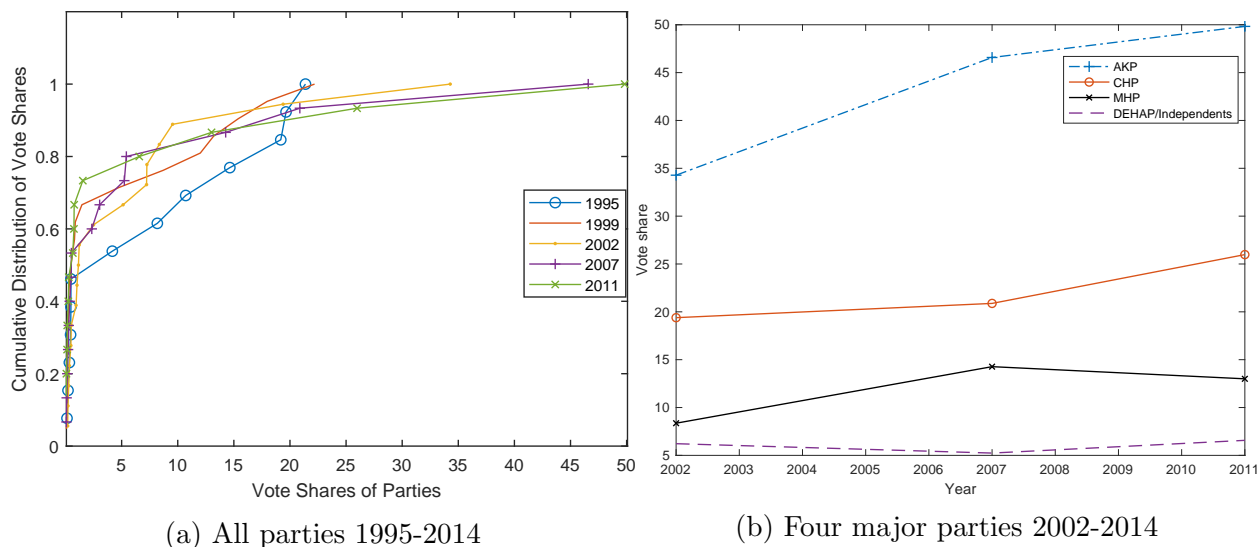 Cumulative Distribution of Vote Shares
1
0.8
0.6
0.4
0.2
0
5 10 15 20 25 30 35 40 45 50
Vote Shares of Parties
1995
1999
2002
2007
2011
(a) All parties 1995-2014
Vote share
50
45
40
35
30
25
20
15
10
5
2002 2003 2004 2005 2006 2007 2008 2009 2010 2011
Year
AKP
CHP
MHP
DEHAP/Independents
(b) Four major parties 2002-2014